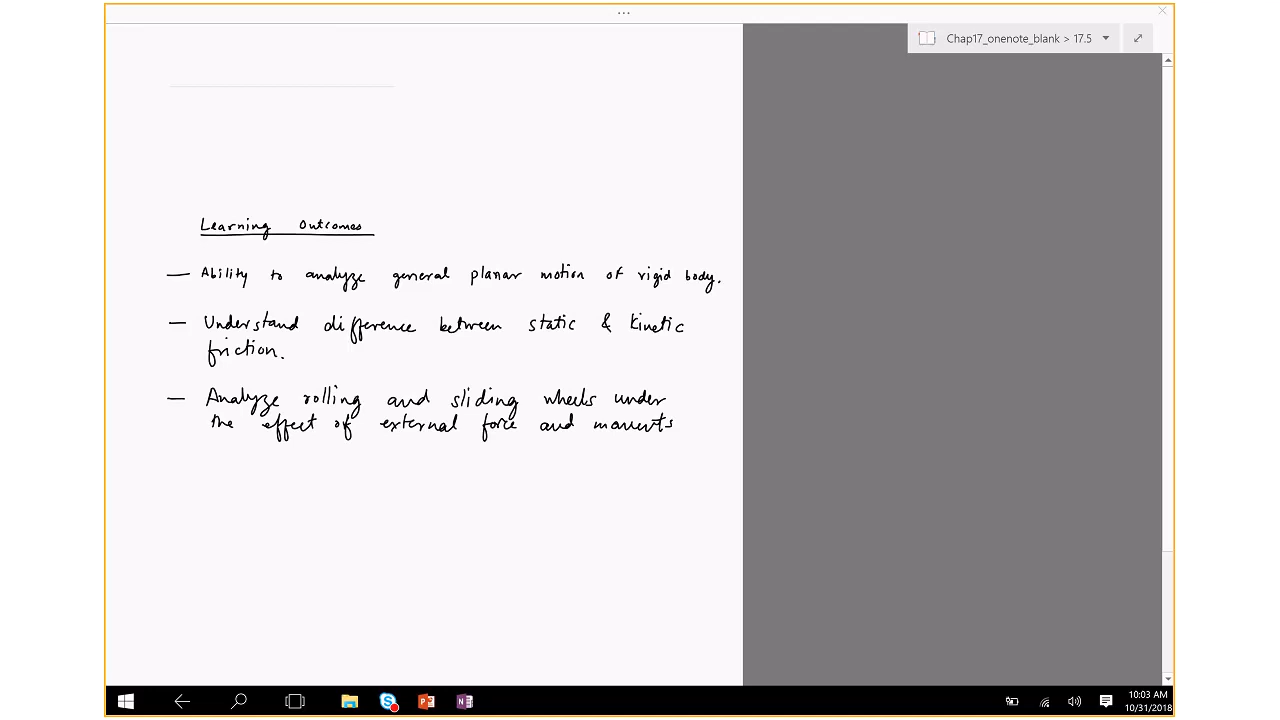 ...
Chap17_onenote_blank > 17.5
Learning Outcomes
— Ability to analyze general planar motion of rigid body.
— Understand difference between static & kinetic
friction.
— Analyze rolling and sliding wheels under
the effect of external force and moments
10:03 AM
10/31/2018